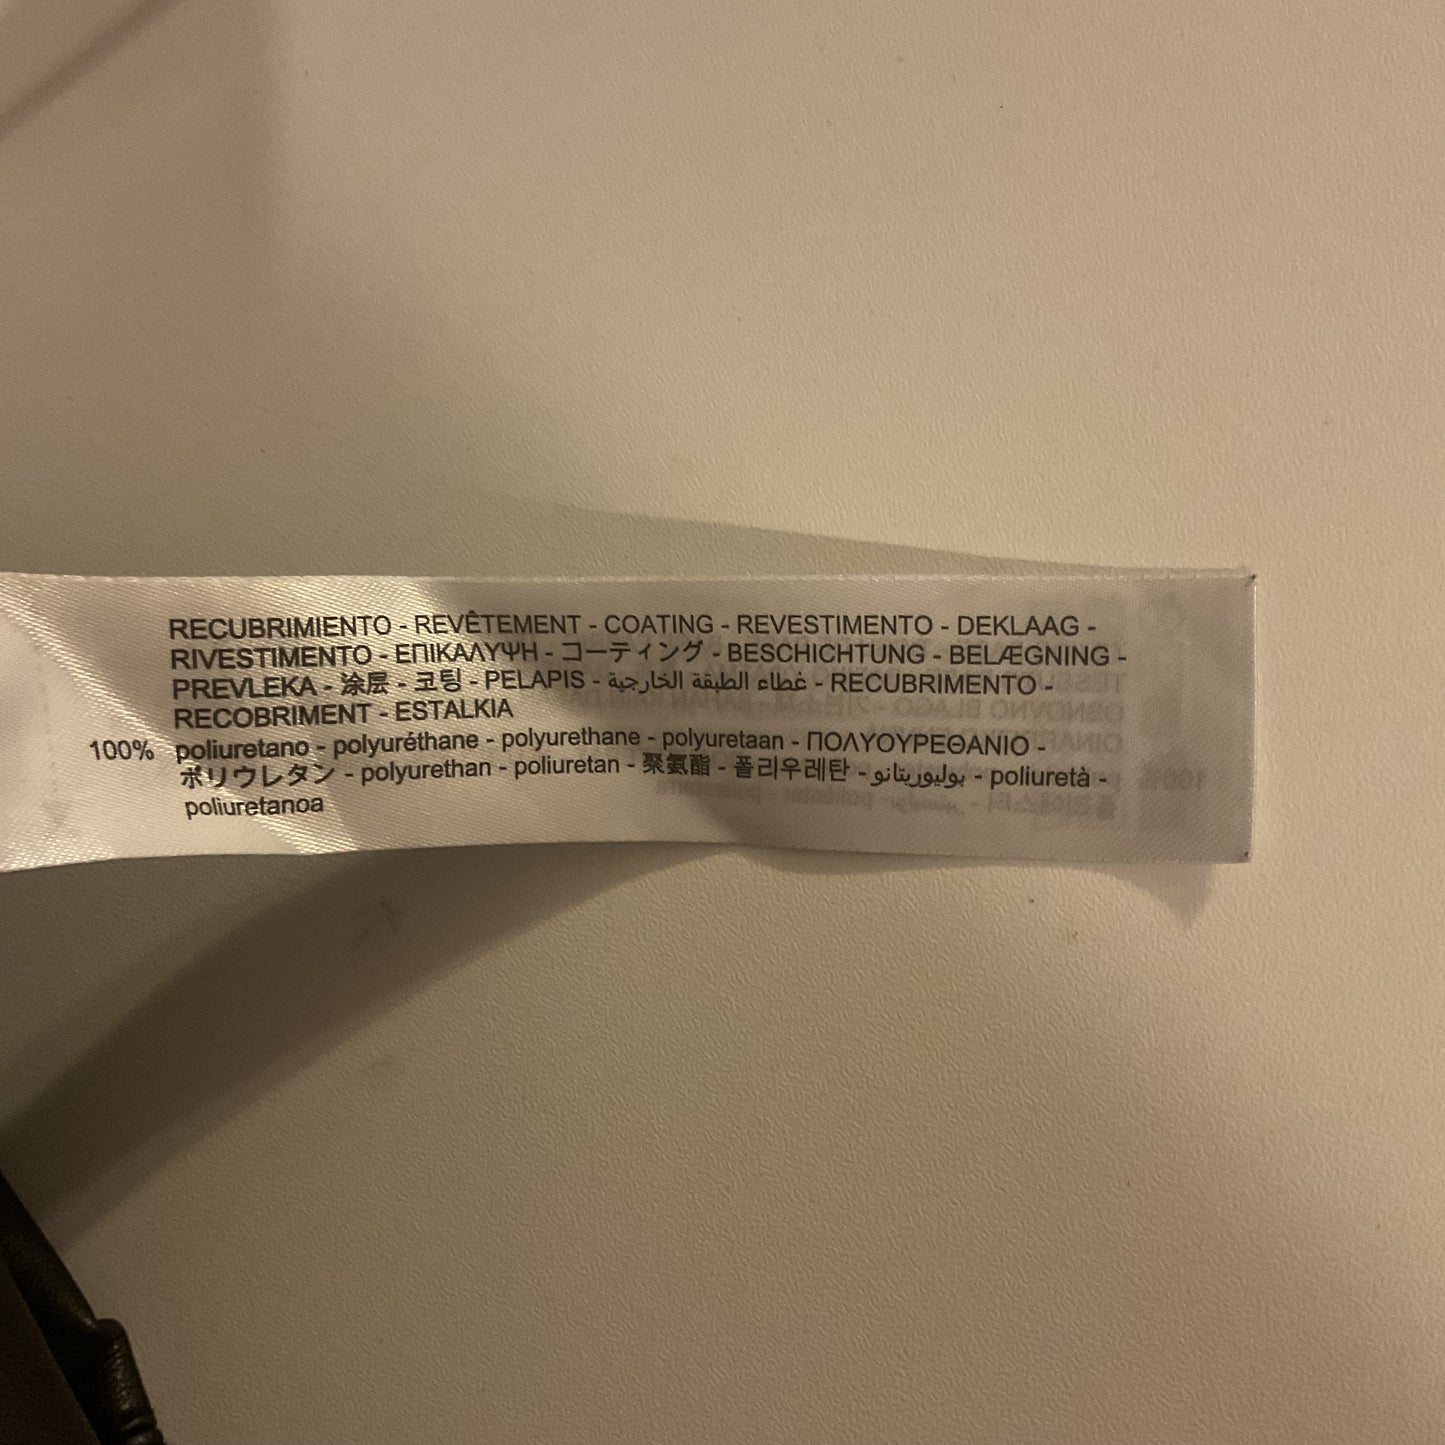 RECUBRIMIENTO - REVÊTEMENT - COATING - REVESTIMENTO - DEKLAAG -
RIVESTIMENTO - ΕΠΙΚΑΛΥΨΗ - コーティング - BESCHICHTUNG - BELÆGNING -
PREVLEKA - 涂层 - 코팅 - PELAPIS - غطاء الطبقة الخارجية - RECUBRIMENTO -
RECOBRIMENT - ESTALKIA
100% poliuretano - polyuréthane - polyurethane - polyuretaan - ΠΟΛΥΟΥΡΕΘΑΝΙΟ -
ポリウレタン - polyurethan - poliuretan - 聚氨酯 - 폴리우레탄 - بوليوريتانو - poliuretà -
poliuretanoa